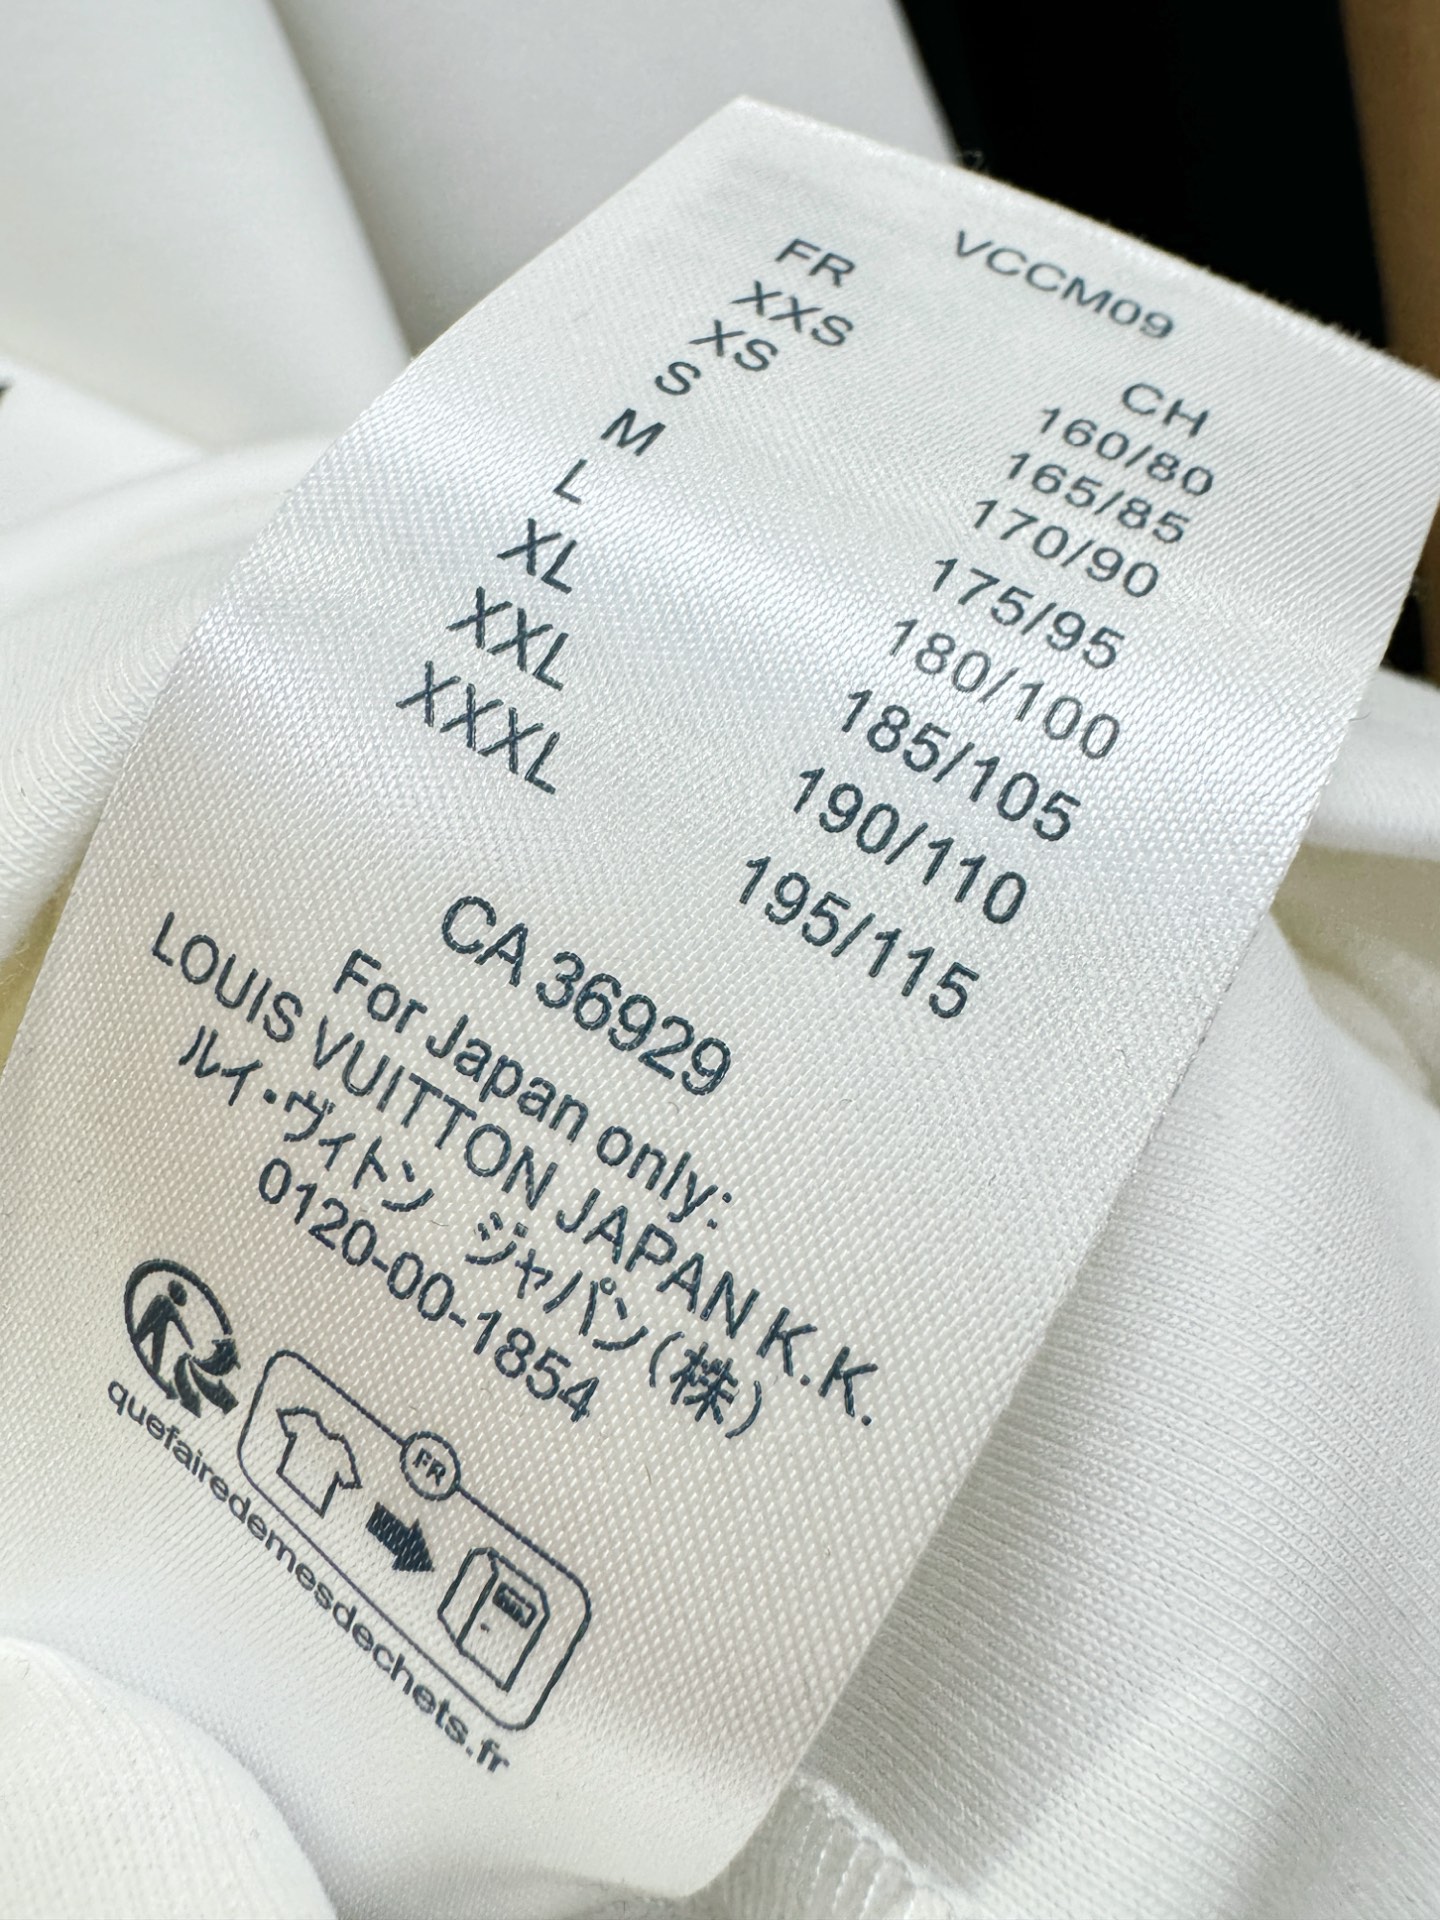 VCCM09
FR CH
XXS 160/80
XS 165/85
S 170/90
M 175/95
L 180/100
XL 185/105
XXL 190/110
XXXL 195/115
CA 36929
For Japan only:
LOUIS VUITTON JAPAN K.K.
ルイ・ヴィトン ジャパン(株)
0120-00-1854
FR
quefairedemesdechets.fr